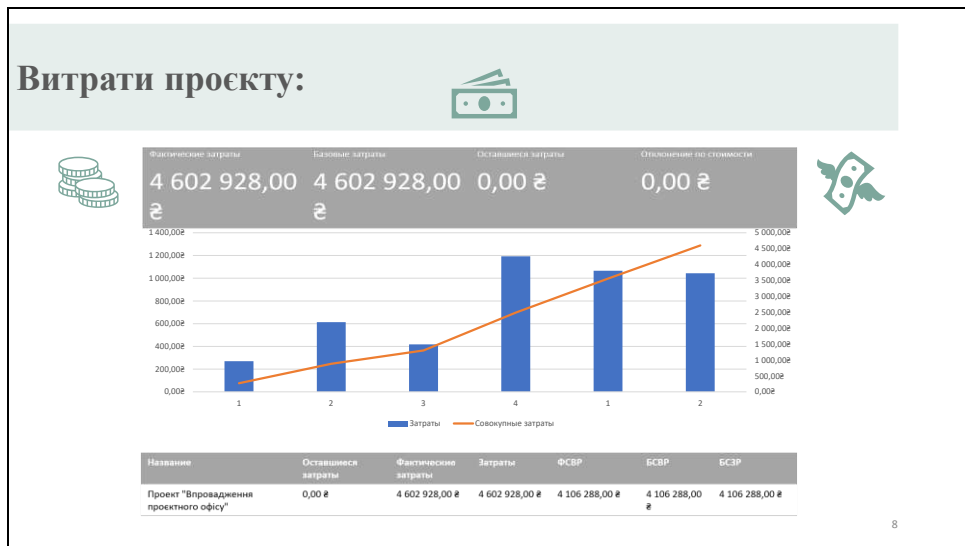 Витрати проєкту:
Фактические затраты Базовые затраты Оставшиеся затраты Отклонение по стоимости
4 602 928,00 4 602 928,00 0,00 ₴ 0,00 ₴
₴ ₴
1 400,00₴ 5 000,00₴
1 200,00₴ 4 500,00₴
1 000,00₴ 4 000,00₴
800,00₴ 3 500,00₴
600,00₴ 3 000,00₴
400,00₴ 2 500,00₴
200,00₴ 2 000,00₴
0,00₴ 1 500,00₴
1 000,00₴
500,00₴
0,00₴
1 2 3 4 1 2
Затраты Совокупные затраты
Название Оставшиеся Фактические Затраты ФСВР БСВР БСЗР
затраты затраты
Проект "Впровадження 0,00 ₴ 4 602 928,00 ₴ 4 602 928,00 ₴ 4 106 288,00 ₴ 4 106 288,00 4 106 288,00 ₴
проєктного офісу" ₴
8